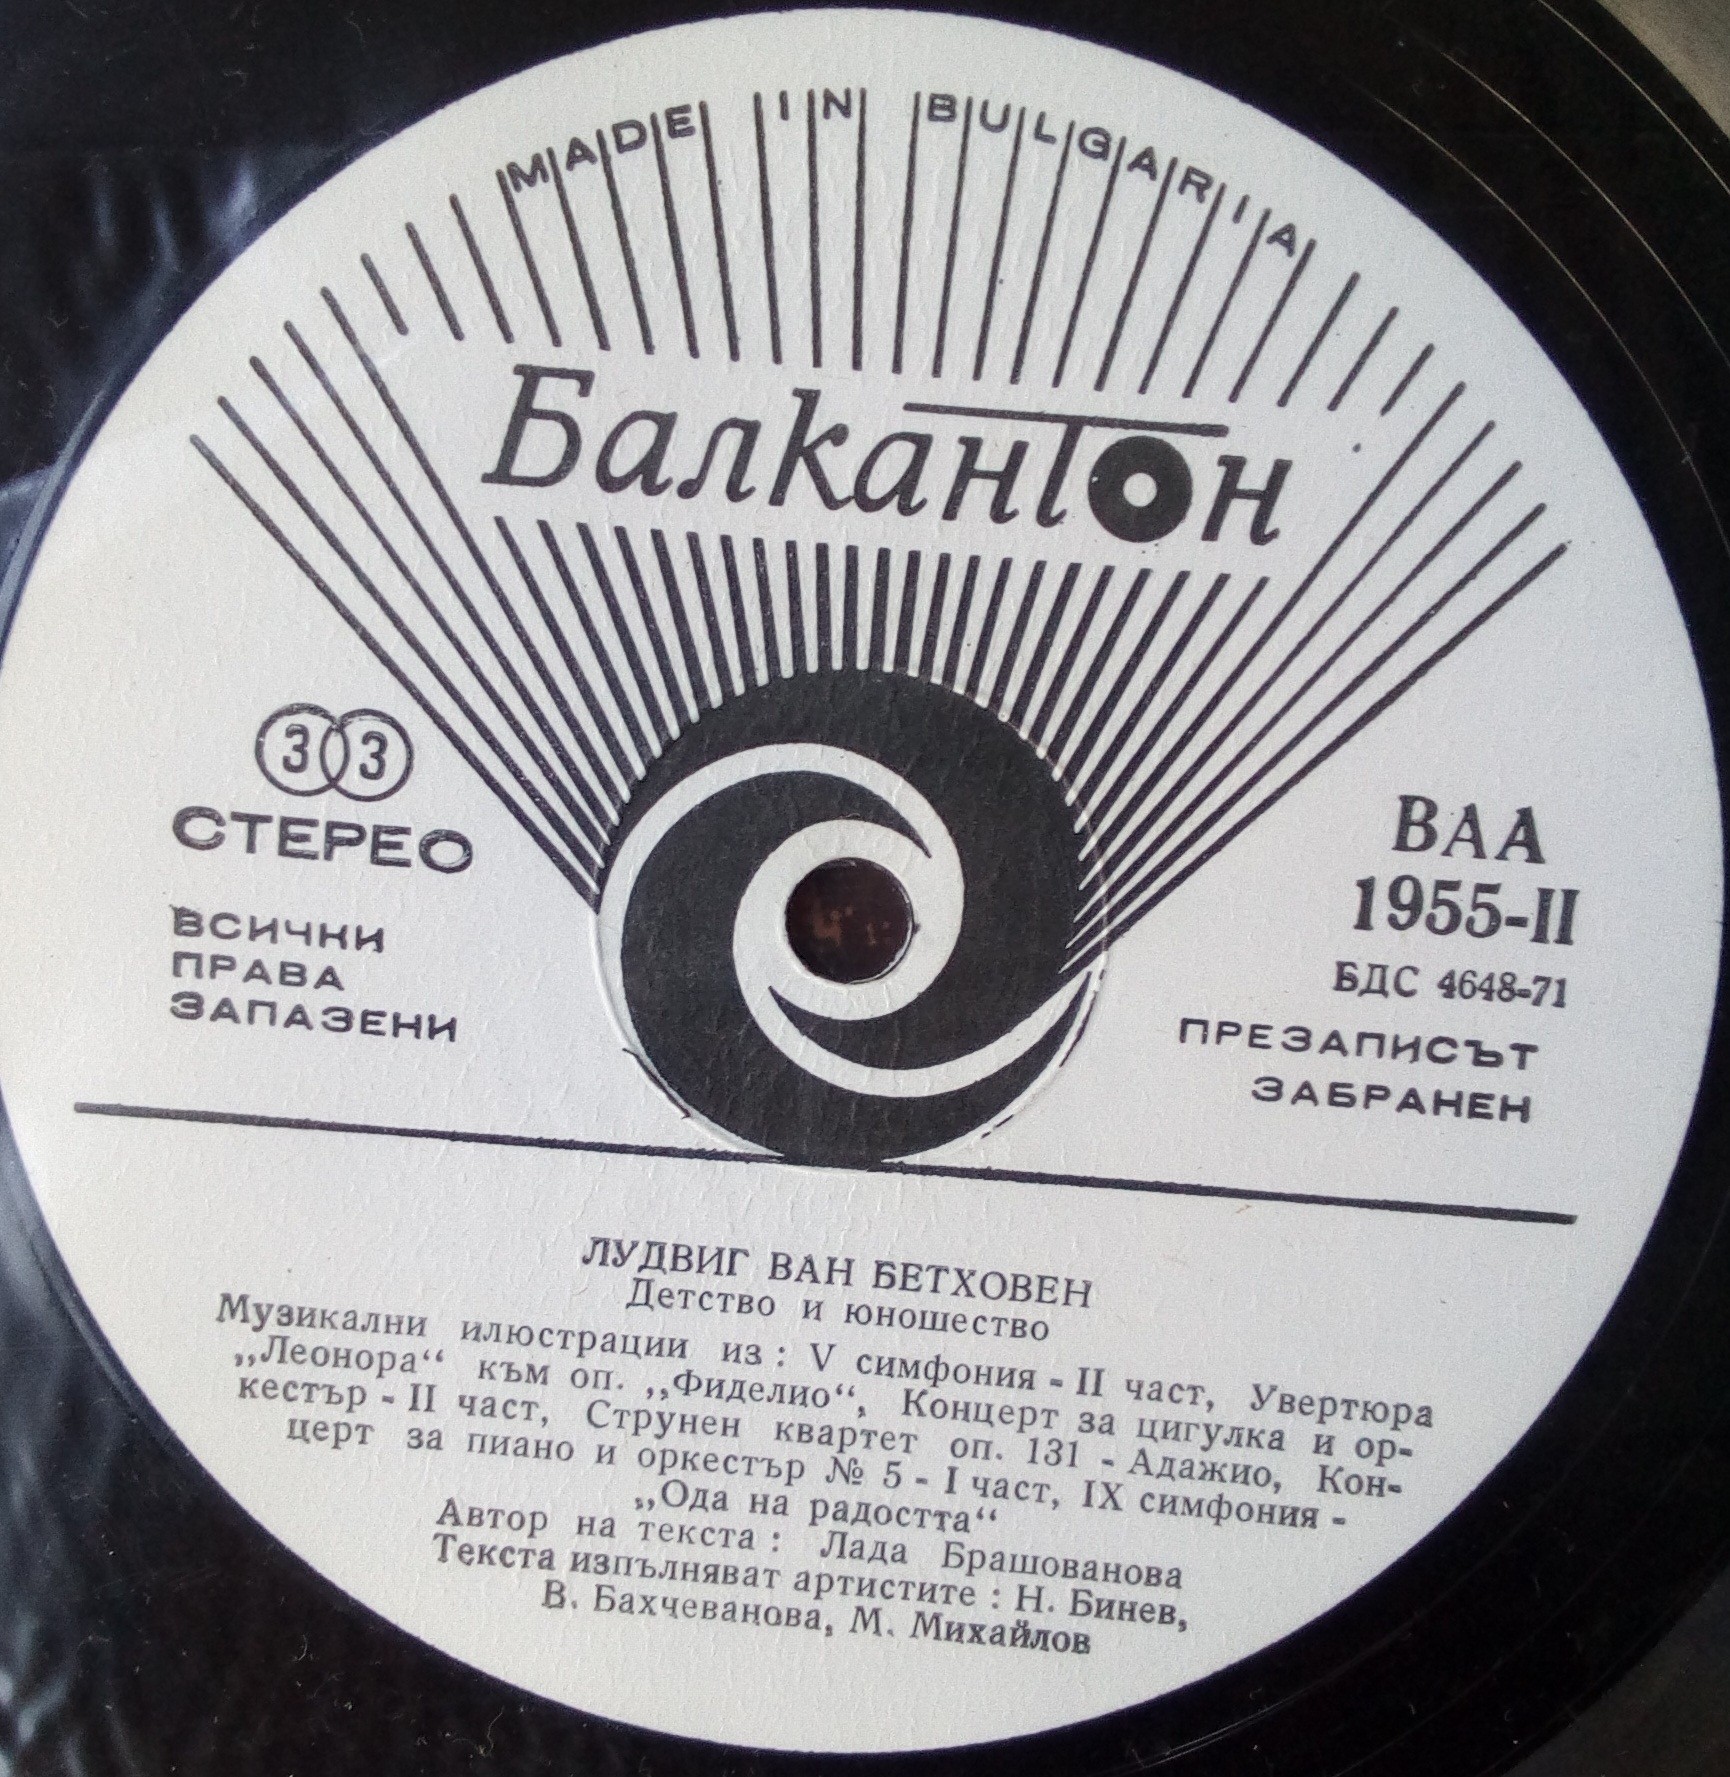 MADE IN BULGARIA
Балкантон
33
СТЕРЕО
ВСИЧКИ
ПРАВА
ЗАПАЗЕНИ
ВАА
1955-II
БДС 4648-71
ПРЕЗАПИСЪТ
ЗАБРАНЕН
ЛУДВИГ ВАН БЕТХОВЕН
Детство и юношество
Музикални илюстрации из: V симфония - II част, Увертюра
„Леонора“ към оп. „Фиделио“, Концерт за цигулка и ор-
кестър - II част, Струнен квартет оп. 131 - Адажио, Кон-
церт за пиано и оркестър № 5 - I част, IX симфония -
„Ода на радостта“
Автор на текста: Лада Брашованова
Текста изпълняват артистите: Н. Бинев,
В. Бахчеванова, М. Михайлов